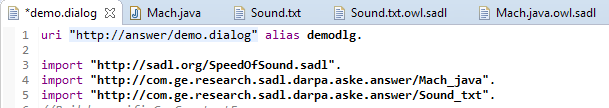 *demo.dialog Mach.java Sound.txt Sound.txt.owl.sadl Mach.java.owl.sadl
1 uri "http://answer/demo.dialog" alias demodlg.
2
3 import "http://sadl.org/SpeedOfSound.sadl".
4 import "http://com.ge.research.sadl.darpa.aske.answer/Mach_java".
5 import "http://com.ge.research.sadl.darpa.aske.answer/Sound_txt".